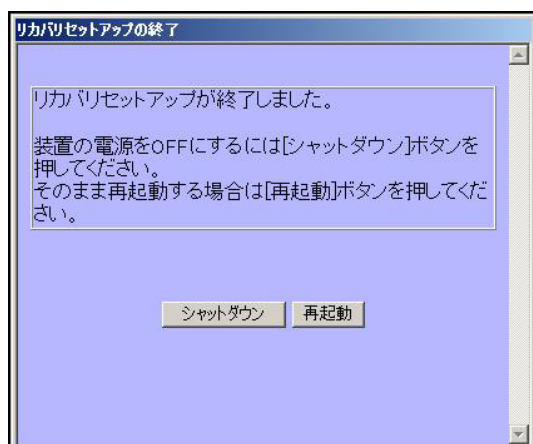 リカバリセットアップの終了
リカバリセットアップが終了しました。
装置の電源をOFFにするには[シャットダウン]ボタンを
押してください。
そのまま再起動する場合は[再起動]ボタンを押してくだ
さい。
シャットダウン 再起動